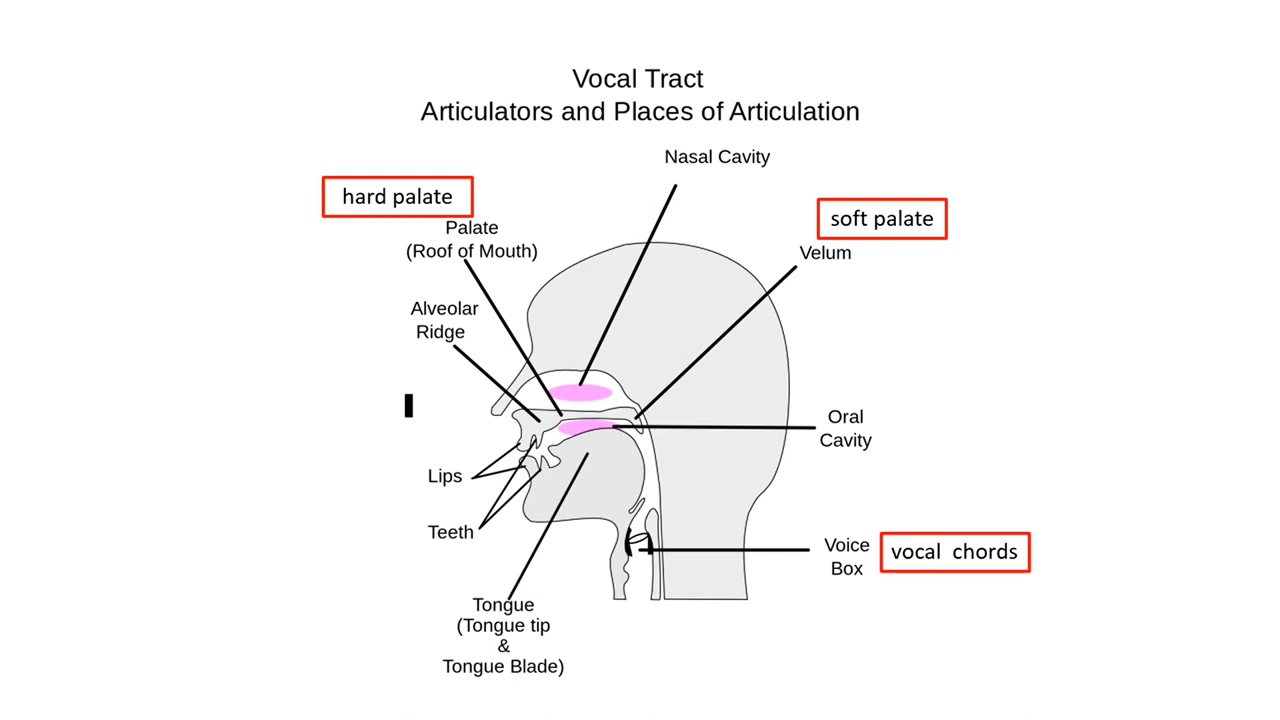 Vocal Tract
Articulators and Places of Articulation
Nasal Cavity
hard palate
soft palate
Palate
(Roof of Mouth)
Velum
Alveolar
Ridge
Oral
Cavity
Lips
Teeth
Voice
Box
vocal chords
Tongue
(Tongue tip
&
Tongue Blade)